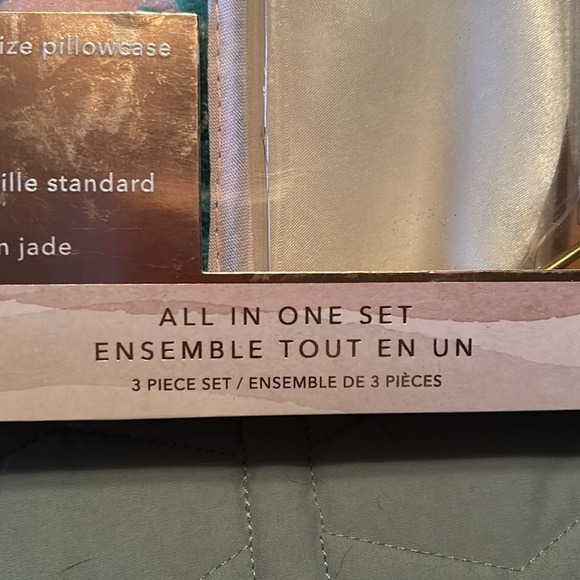 ize pillowcase
ille standard
n jade
ALL IN ONE SET
ENSEMBLE TOUT EN UN
3 PIECE SET / ENSEMBLE DE 3 PIÈCES